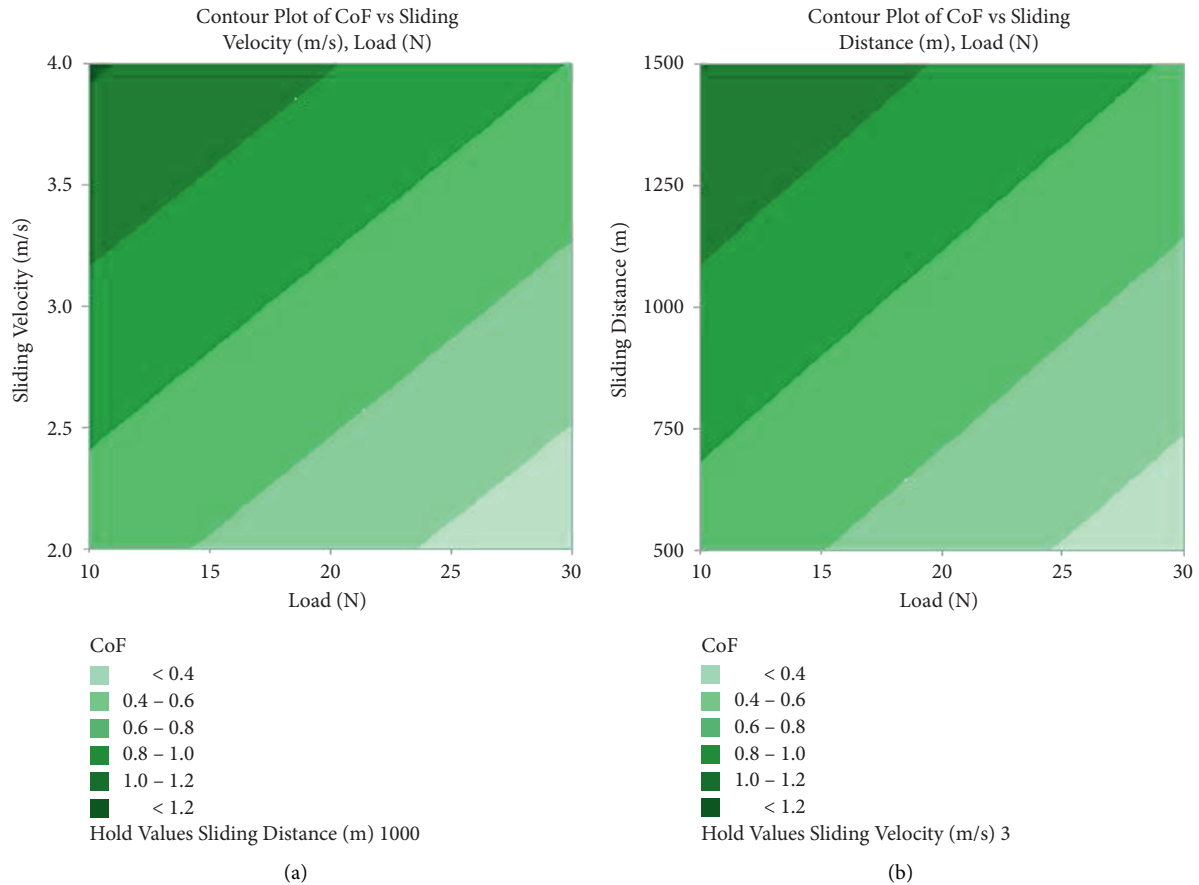 Contour Plot of CoF vs Sliding
Velocity (m/s), Load (N)
4.0
3.5
3.0
2.5
2.0
Sliding Velocity (m/s)
10
15
20
25
30
Load (N)
CoF
< 0.4
0.4 – 0.6
0.6 – 0.8
0.8 – 1.0
1.0 – 1.2
< 1.2
Hold Values Sliding Distance (m) 1000
(a)
Contour Plot of CoF vs Sliding
Distance (m), Load (N)
1500
1250
1000
750
500
Sliding Distance (m)
10
15
20
25
30
Load (N)
CoF
< 0.4
0.4 – 0.6
0.6 – 0.8
0.8 – 1.0
1.0 – 1.2
< 1.2
Hold Values Sliding Velocity (m/s) 3
(b)